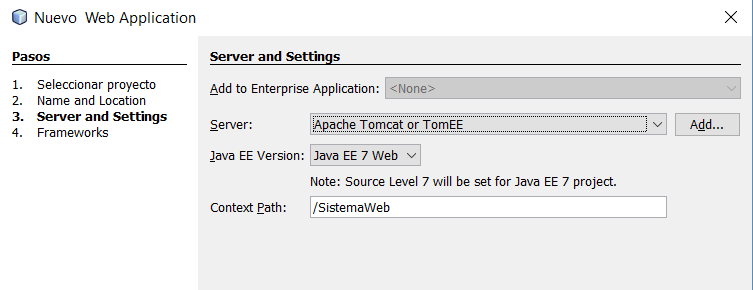 Nuevo Web Application
Pasos
1. Seleccionar proyecto
2. Name and Location
3. Server and Settings
4. Frameworks
Server and Settings
Add to Enterprise Application: <None>
Server: Apache Tomcat or TomEE Add...
Java EE Version: Java EE 7 Web
Note: Source Level 7 will be set for Java EE 7 project.
Context Path: /SistemaWeb